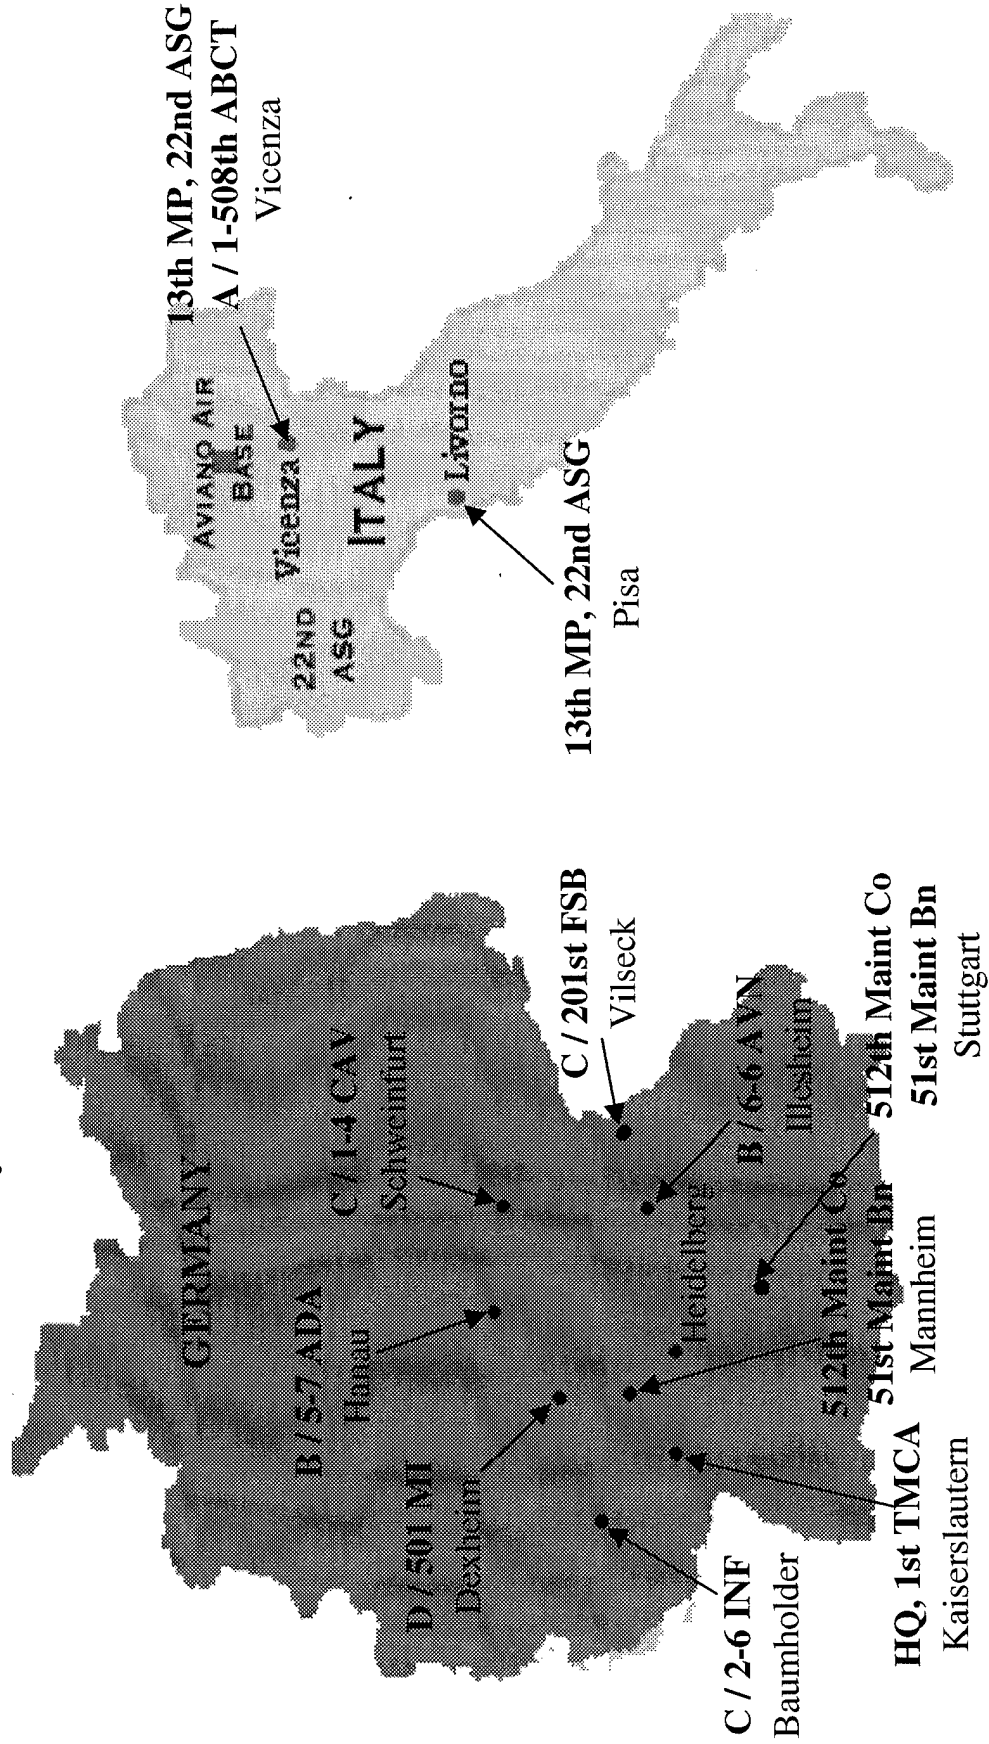 GERMANY
B / 5-7 ADA
Hanau
C / 1-4 CAV
Schweinfurt
D / 501 MI
Dexheim
C / 201st FSB
Vilseck
C / 2-6 INF
Baumholder
Heidelberg
B / 6-6 AVN
Illesheim
HQ, 1st TMCA
Kaiserslautern
512th Maint Co
51st Maint Bn
Mannheim
512th Maint Co
51st Maint Bn
Stuttgart
13th MP, 22nd ASG
A / 1-508th ABCT
Vicenza
AVIANO AIR
BASE
Vicenza
22ND
ASG
ITALY
Livorno
13th MP, 22nd ASG
Pisa